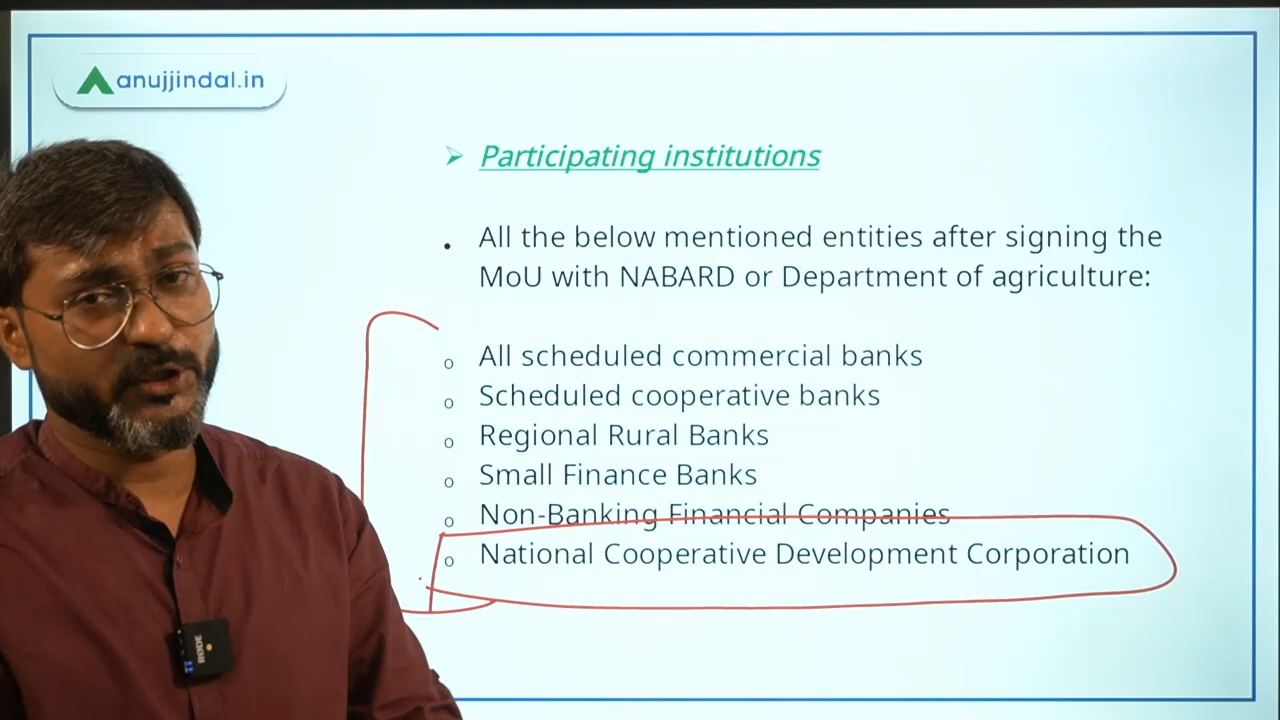 anujjindal.in
➢ Participating institutions
• All the below mentioned entities after signing the
MoU with NABARD or Department of agriculture:
o All scheduled commercial banks
o Scheduled cooperative banks
o Regional Rural Banks
o Small Finance Banks
o Non-Banking Financial Companies
o National Cooperative Development Corporation
RODE